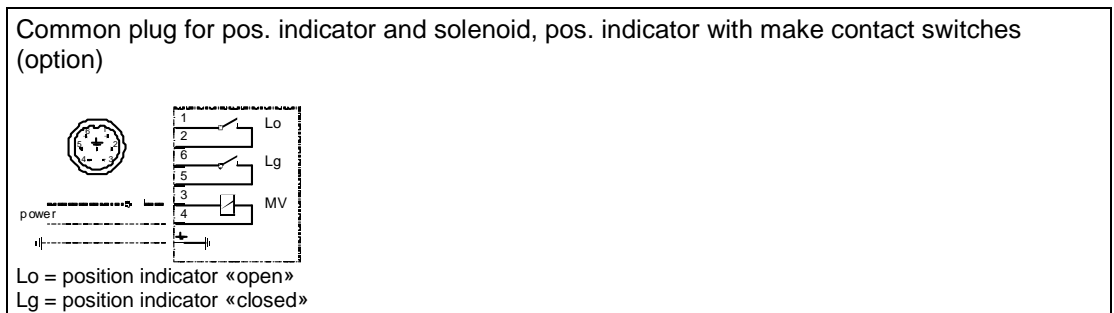 Common plug for pos. indicator and solenoid, pos. indicator with make contact switches
(option)
1
Lo
2
6
Lg
5
3
MV
power
4
Lo = position indicator «open»
Lg = position indicator «closed»